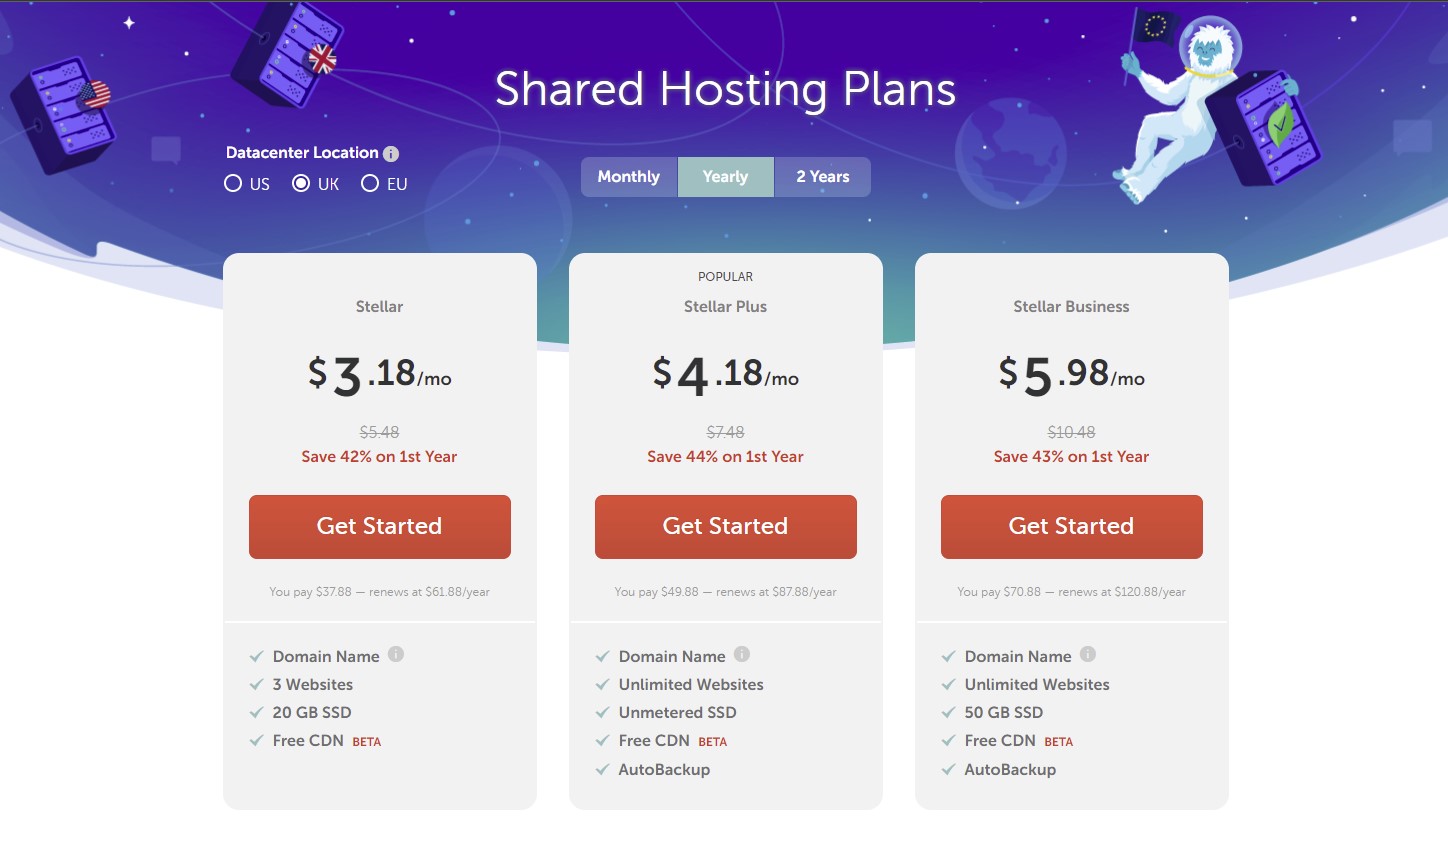 Shared Hosting Plans
Datacenter Location
US UK EU
Monthly Yearly 2 Years
Stellar
$3.18/mo
$5.48
Save 42% on 1st Year
Get Started
You pay $37.88 — renews at $61.88/year
Domain Name
3 Websites
20 GB SSD
Free CDN BETA
POPULAR
Stellar Plus
$4.18/mo
$7.48
Save 44% on 1st Year
Get Started
You pay $49.88 — renews at $87.88/year
Domain Name
Unlimited Websites
Unmetered SSD
Free CDN BETA
AutoBackup
Stellar Business
$5.98/mo
$10.48
Save 43% on 1st Year
Get Started
You pay $70.88 — renews at $120.88/year
Domain Name
Unlimited Websites
50 GB SSD
Free CDN BETA
AutoBackup